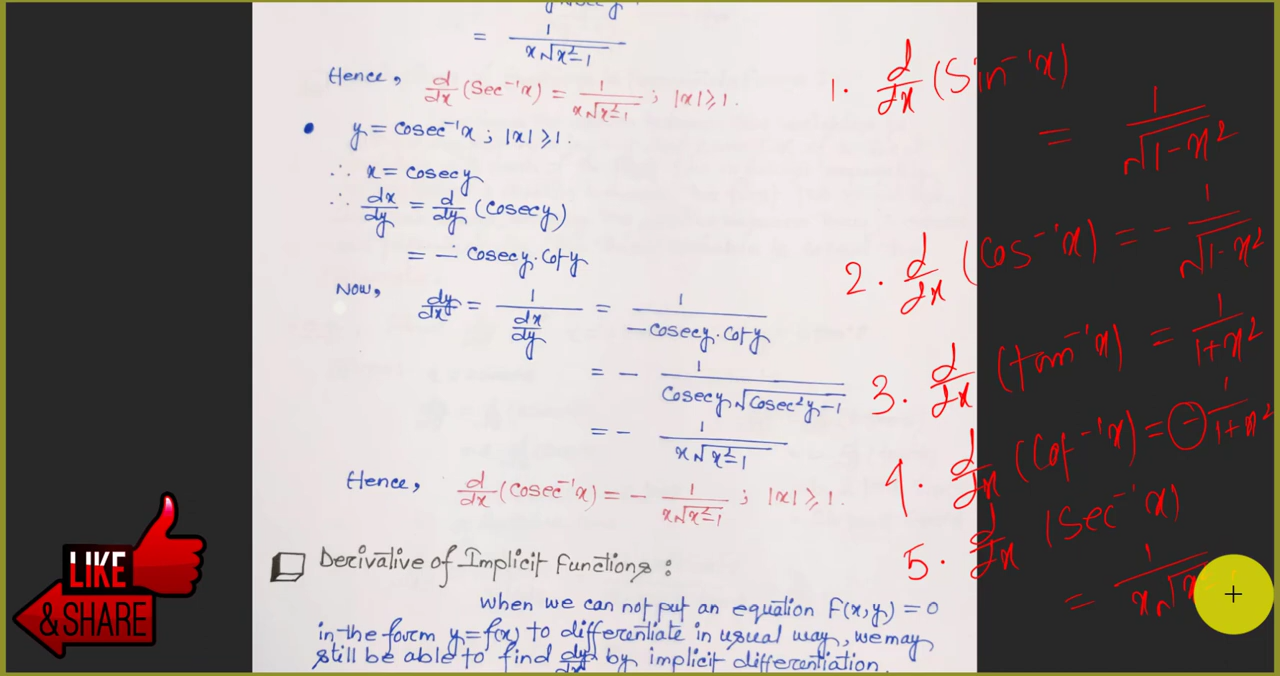 = 1/(x√x²-1)
Hence, d/dx (Sec⁻¹x) = 1/(x√x²-1) ; |x| ⩾ 1.
• y = cosec⁻¹x ; |x| ⩾ 1.
∴ x = cosecy
∴ dx/dy = d/dy (cosecy)
= - cosecy.coty
Now, dy/dx = 1/(dx/dy) = 1/(-cosecy.coty)
= - 1/(cosecy√cosec²y-1)
= - 1/(x√x²-1)
Hence, d/dx (cosec⁻¹x) = - 1/(x√x²-1) ; |x| ⩾ 1.
Derivative of Implicit Functions :
When we can not put an equation F(x,y) = 0
in the form y = f(x) to differentiate in usual way, we may
still be able to find dy/dx by implicit differentiation.
1. d/dx (Sin⁻¹x)
= 1/√1-x²
2. d/dx (Cos⁻¹x) = - 1/√1-x²
3. d/dx (tan⁻¹x) = 1/1+x²
4. d/dx (Cot⁻¹x) = - 1/1+x²
5. d/dx (Sec⁻¹x)
= 1/x√x
LIKE
& SHARE